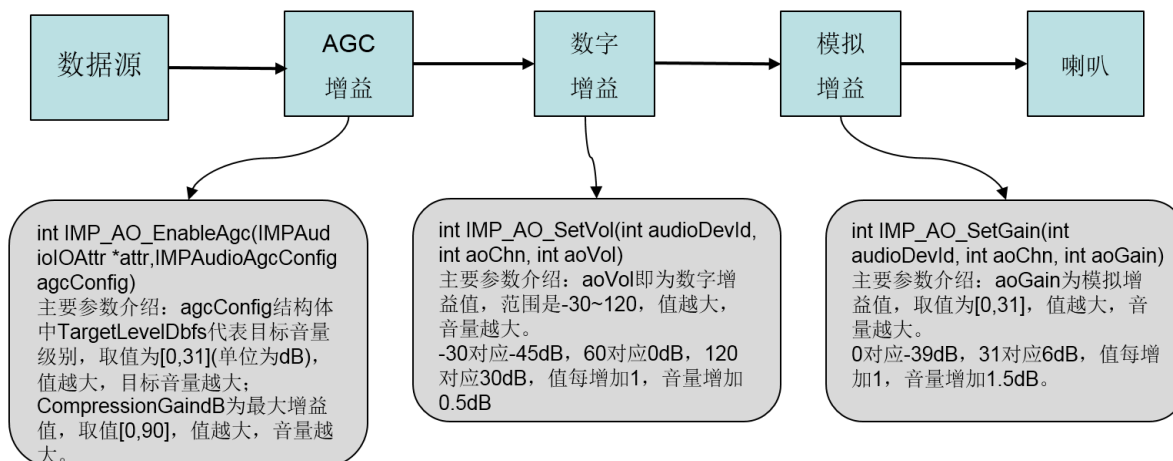 数据源
AGC
增益
数字
增益
模拟
增益
喇叭
int IMP_AO_EnableAgc(IMPAud
ioIOAttr *attr,IMPAudioAgcConfig
agcConfig)
主要参数介绍：agcConfig结构体
中TargetLevelDbfs代表目标音量
级别，取值为[0,31](单位为dB)，
值越大，目标音量越大；
CompressionGaindB为最大增益
值，取值[0,90]，值越大，音量越
大。
int IMP_AO_SetVol(int audioDevId,
int aoChn, int aoVol)
主要参数介绍：aoVol即为数字增
益值，范围是-30~120，值越大，
音量越大。
-30对应-45dB，60对应0dB，120
对应30dB，值每增加1，音量增加
0.5dB
int IMP_AO_SetGain(int
audioDevId, int aoChn, int aoGain)
主要参数介绍：aoGain为模拟增
益值，取值为[0,31]，值越大，音
量越大。
0对应-39dB，31对应6dB，值每增
加1，音量增加1.5dB。